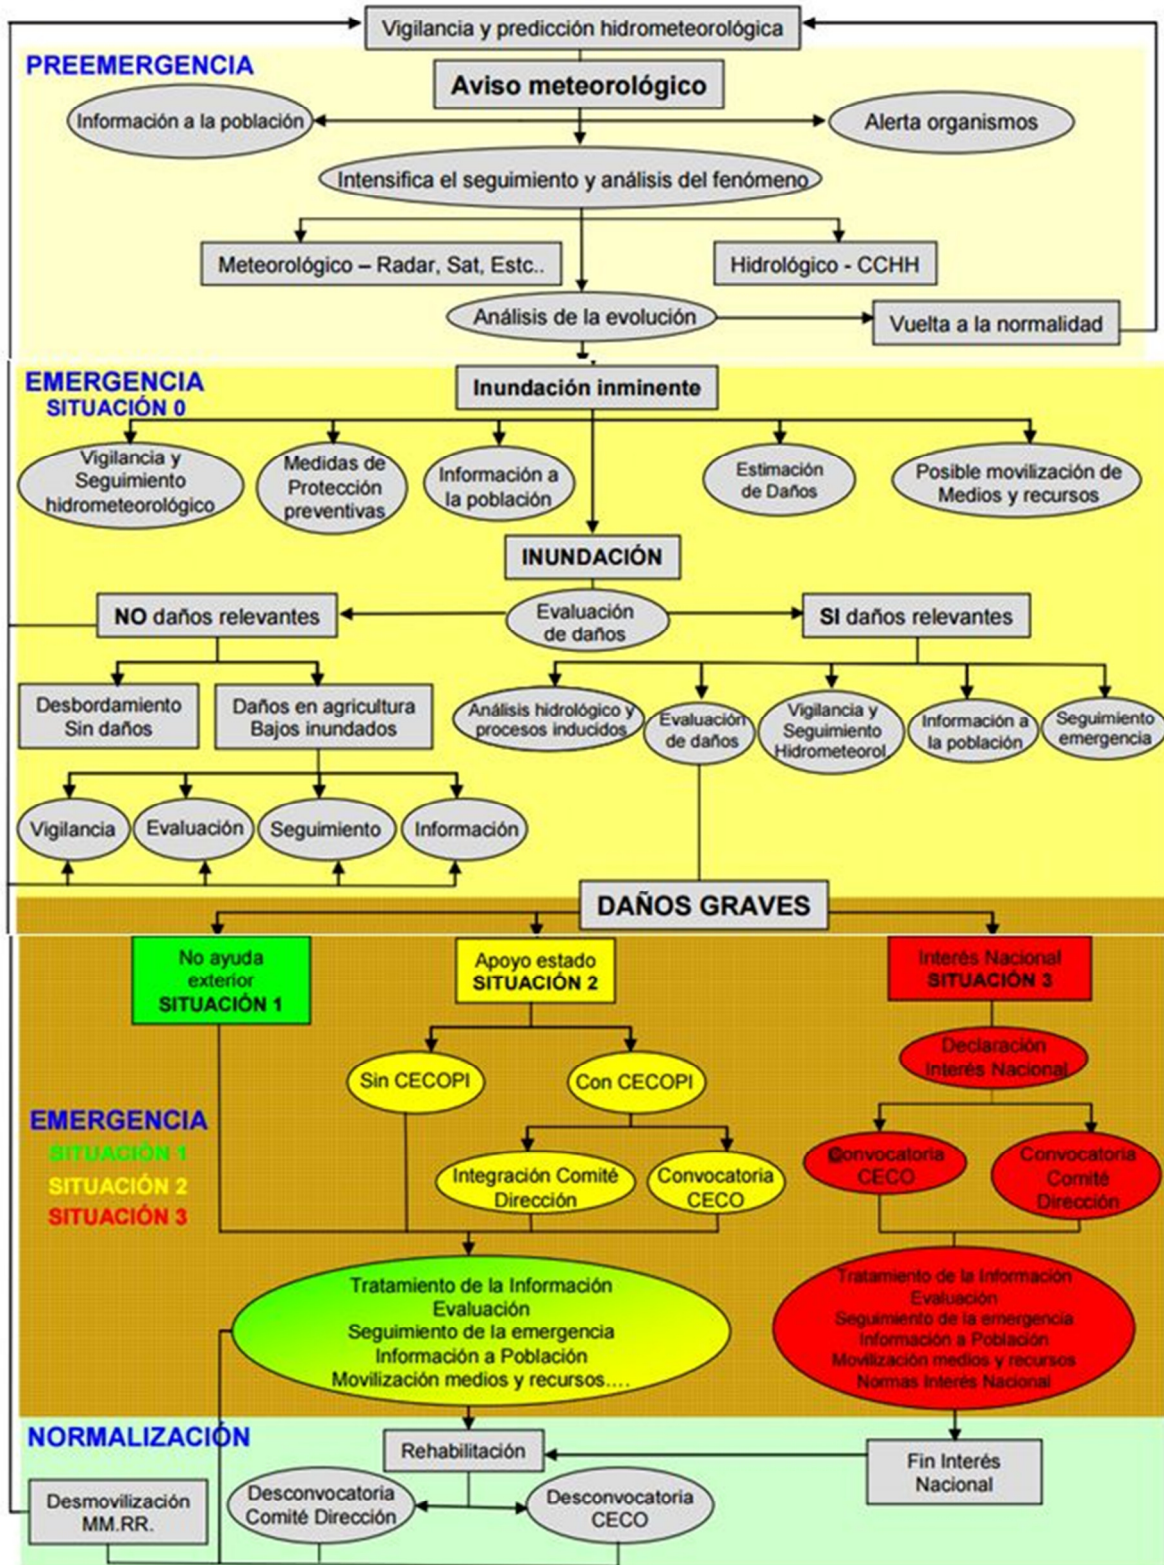 Vigilancia y predicción hidrometeorológica
PREEMERGENCIA
Aviso meteorológico
Información a la población
Alerta organismos
Intensifica el seguimiento y análisis del fenómeno
Meteorológico – Radar, Sat, Estc..
Hidrológico - CCHH
Análisis de la evolución
Vuelta a la normalidad
EMERGENCIA
SITUACIÓN 0
Inundación inminente
Vigilancia y
Seguimiento
hidrometeorológico
Medidas de
Protección
preventivas
Información a
la población
Estimación
de Daños
Posible movilización de
Medios y recursos
INUNDACIÓN
NO daños relevantes
Evaluación
de daños
SI daños relevantes
Desbordamiento
Sin daños
Daños en agricultura
Bajos inundados
Análisis hidrológico y
procesos inducidos
Evaluación
de daños
Vigilancia y
Seguimiento
Hidrometeorol.
Información a
la población
Seguimiento
emergencia
Vigilancia
Evaluación
Seguimiento
Información
DAÑOS GRAVES
No ayuda
exterior
SITUACIÓN 1
Apoyo estado
SITUACIÓN 2
Interés Nacional
SITUACIÓN 3
Declaración
Interés Nacional
Sin CECOPI
Con CECOPI
EMERGENCIA
SITUACIÓN 1
SITUACIÓN 2
SITUACIÓN 3
Integración Comité
Dirección
Convocatoria
CECO
Convocatoria
CECO
Convocatoria
Comité
Dirección
Tratamiento de la Información
Evaluación
Seguimiento de la emergencia
Información a Población
Movilización medios y recursos....
Tratamiento de la Información
Evaluación
Seguimiento de la emergencia
Información a Población
Movilización medios y recursos
Normas Interés Nacional
NORMALIZACIÓN
Rehabilitación
Fin Interés
Nacional
Desmovilización
MM.RR.
Desconvocatoria
Comité Dirección
Desconvocatoria
CECO